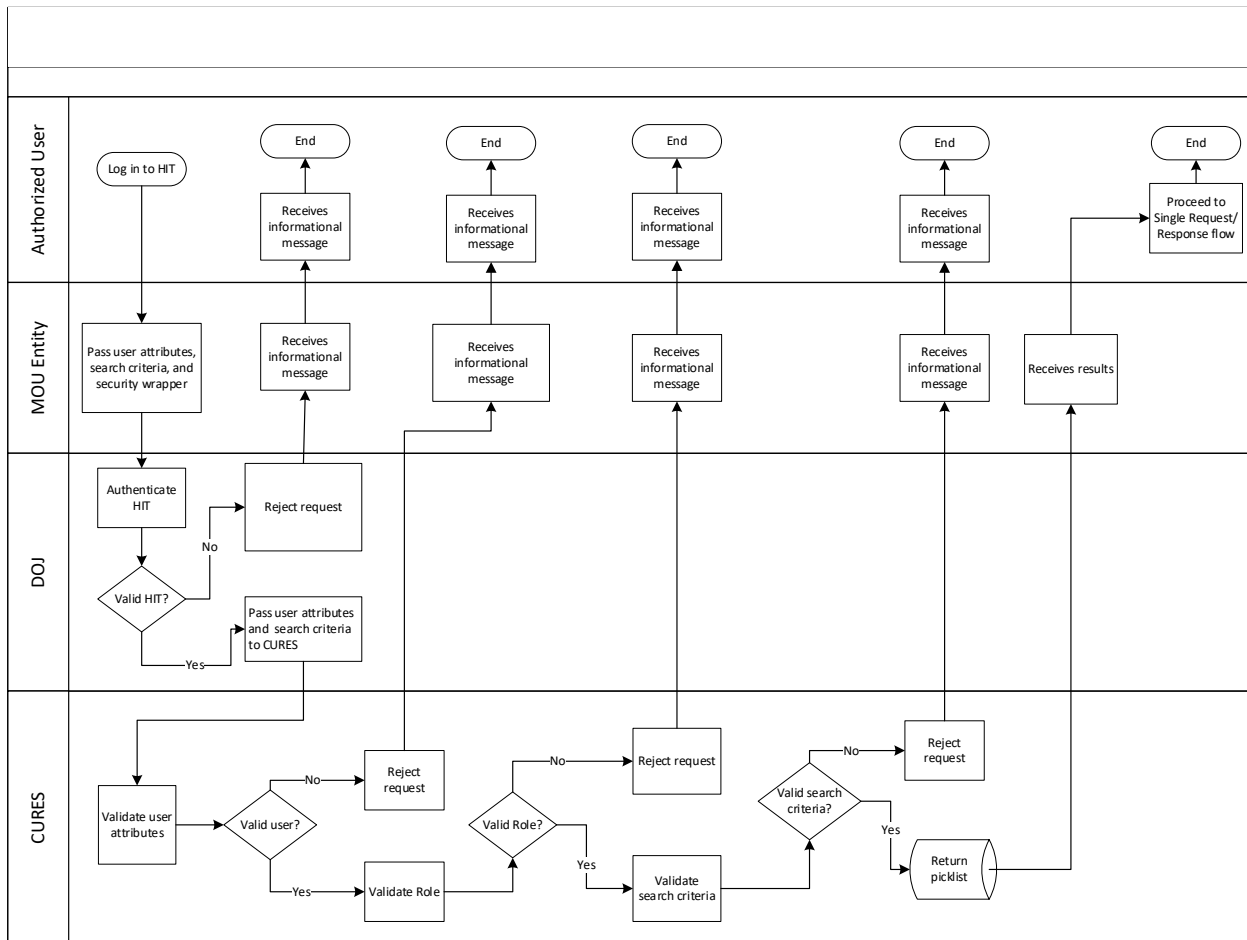 Authorized User
Log in to HIT
End
End
End
End
End
Receives
informational
message
Receives
informational
message
Receives
informational
message
Receives
informational
message
Proceed to
Single Request/
Response flow
MOU Entity
Pass user attributes,
search criteria, and
security wrapper
Receives
informational
message
Receives
informational
message
Receives
informational
message
Receives
informational
message
Receives results
DOJ
Authenticate
HIT
Reject request
No
Valid HIT?
Pass user attributes
and search criteria
to CURES
Yes
CURES
Validate user
attributes
Valid user?
No
Reject
request
Yes
Validate Role
Valid Role?
No
Reject request
Yes
Validate
search criteria
Valid search
criteria?
No
Reject
request
Yes
Return
picklist